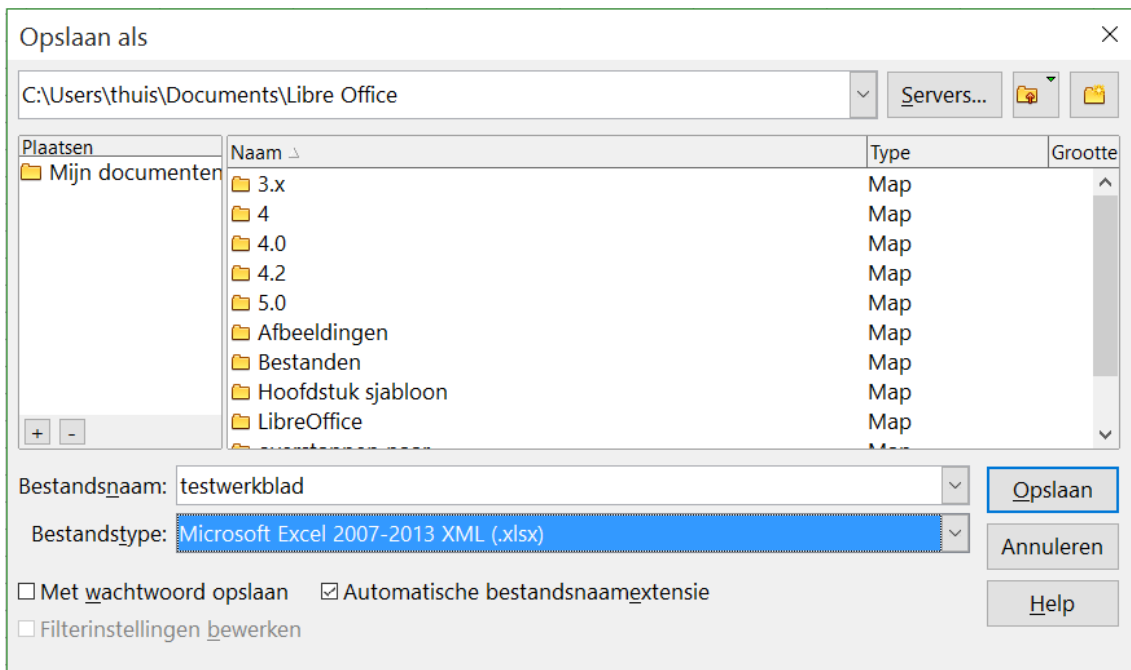 Opslaan als
C:\Users\thuis\Documents\Libre Office
Servers...
Plaatsen
Mijn documenten
Naam Type Grootte
3.x Map
4 Map
4.0 Map
4.2 Map
5.0 Map
Afbeeldingen Map
Bestanden Map
Hoofdstuk sjabloon Map
LibreOffice Map
+ -
Bestandsnaam: testwerkblad
Opslaan
Bestandstype: Microsoft Excel 2007-2013 XML (.xlsx)
Annuleren
Met wachtwoord opslaan Automatische bestandsnaamextensie
Help
Filterinstellingen bewerken